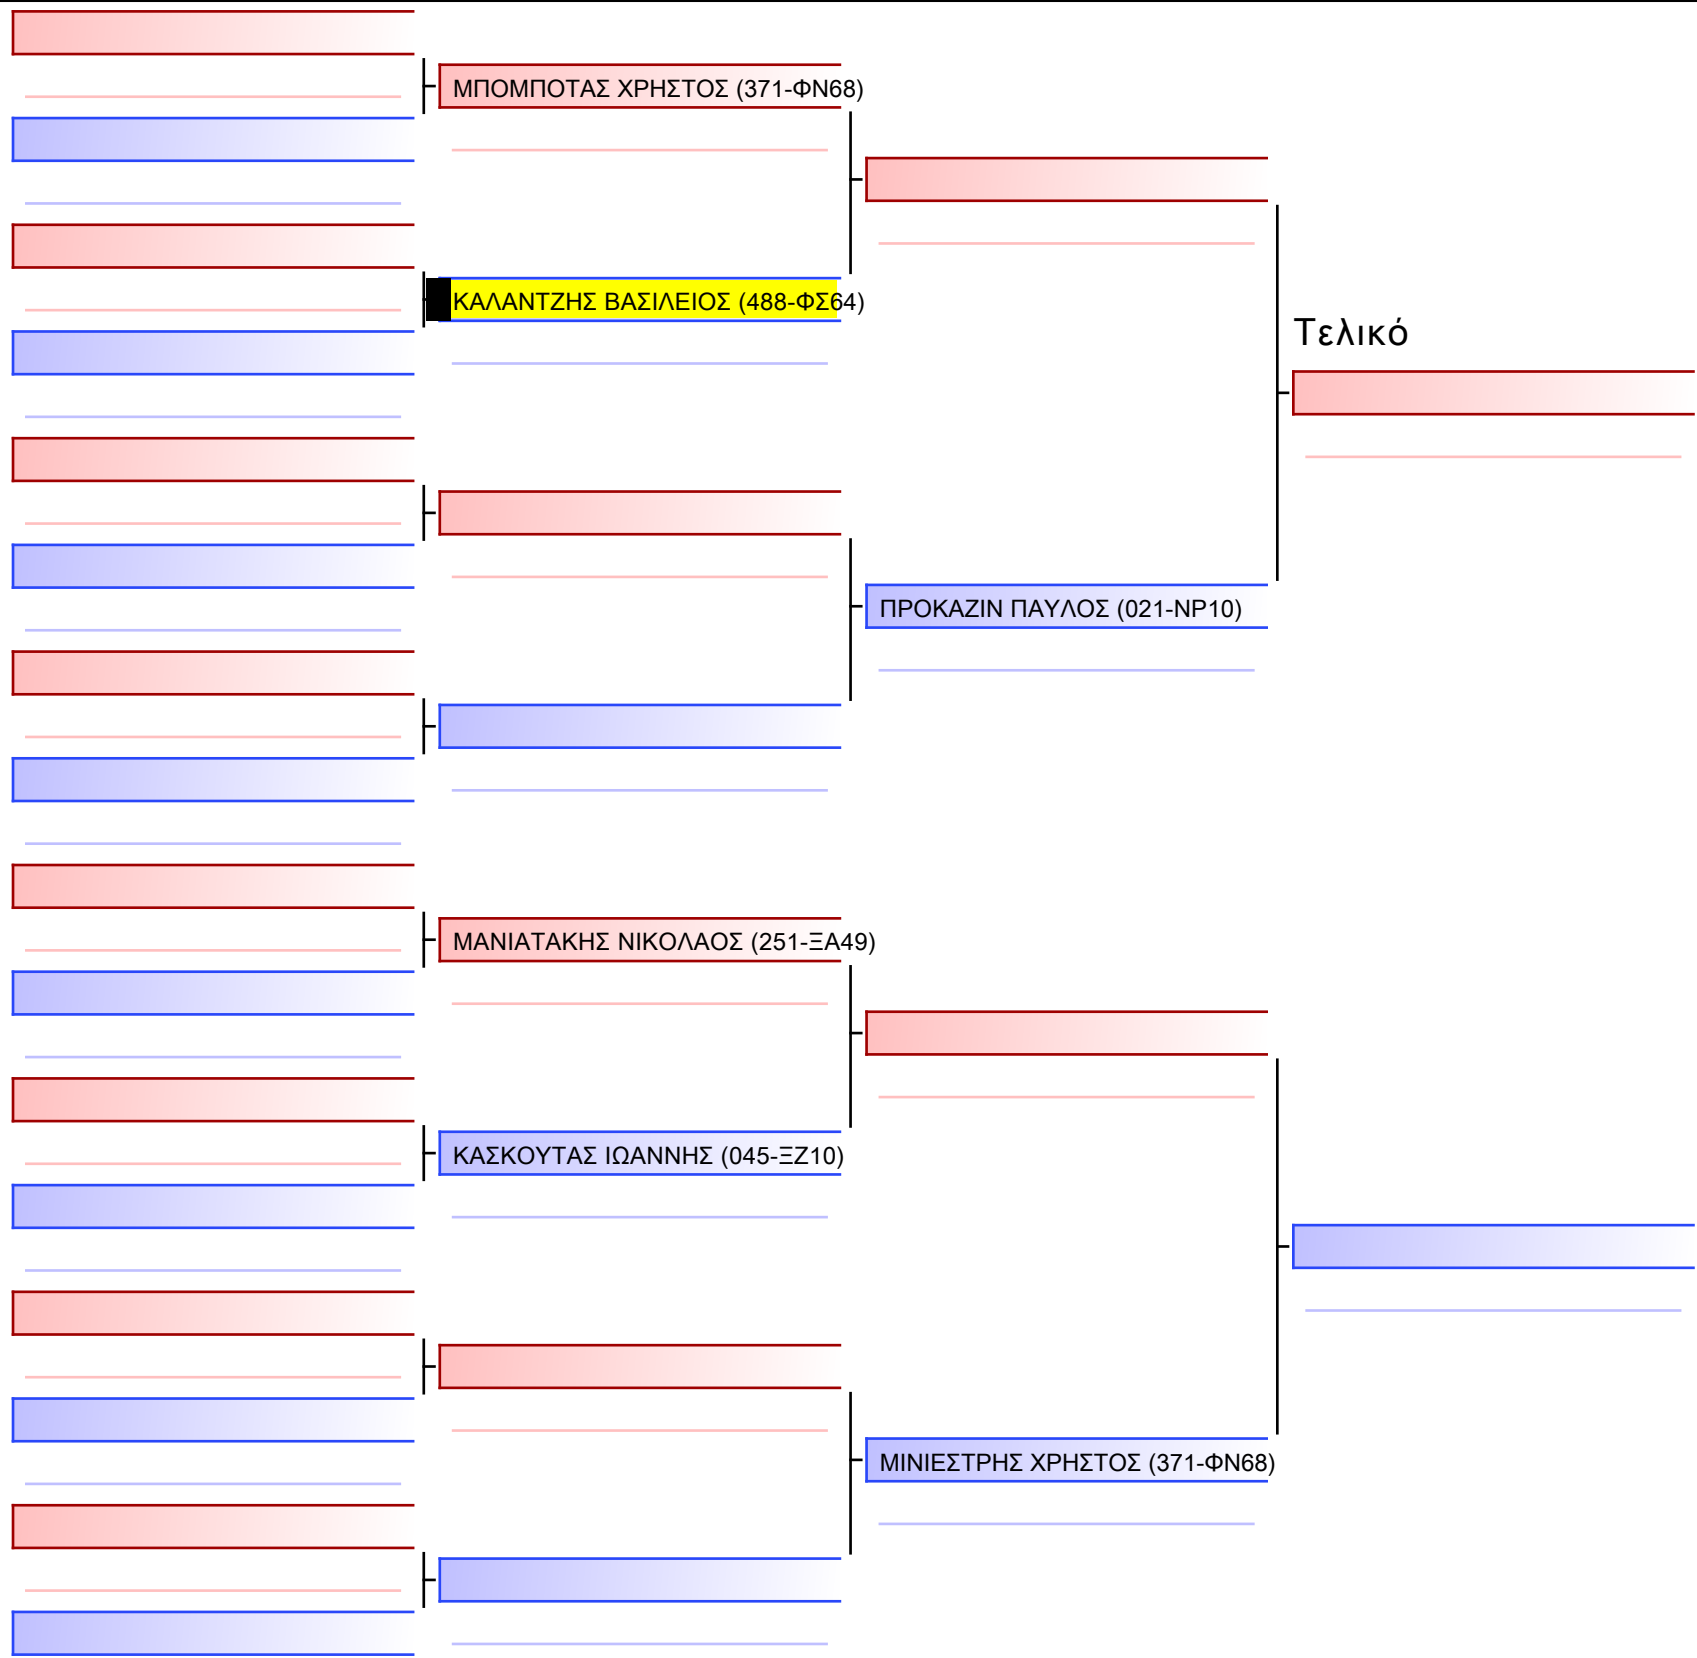 ΜΠΟΜΠΟΤΑΣ ΧΡΗΣΤΟΣ (371-ΦΝ68)
ΚΑΛΑΝΤΖΗΣ ΒΑΣΙΛΕΙΟΣ (488-ΦΣ64)
Τελικό
ΠΡΟΚΑΖΙΝ ΠΑΥΛΟΣ (021-ΝΡ10)
ΜΑΝΙΑΤΑΚΗΣ ΝΙΚΟΛΑΟΣ (251-ΞΑ49)
ΚΑΣΚΟΥΤΑΣ ΙΩΑΝΝΗΣ (045-ΞΖ10)
ΜΙΝΙΕΣΤΡΗΣ ΧΡΗΣΤΟΣ (371-ΦΝ68)